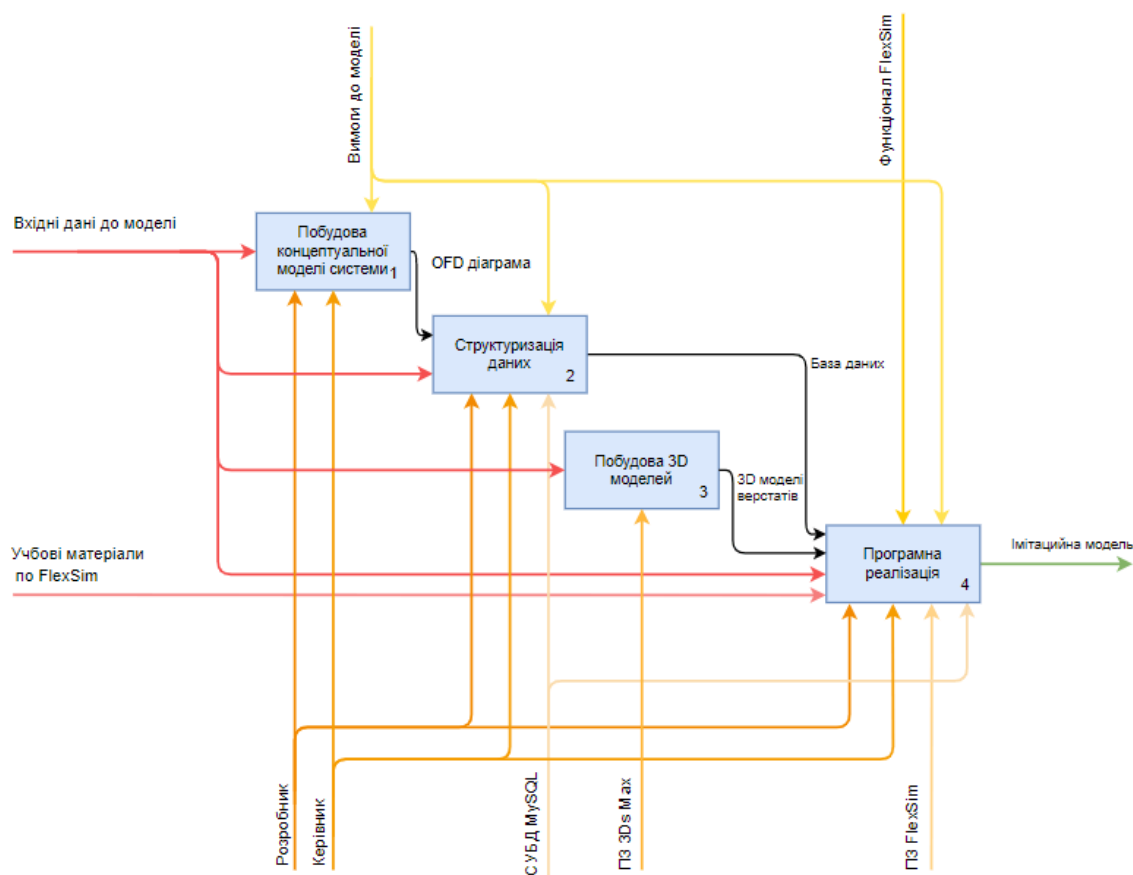 Вимоги до моделі
Функціонал FlexSim
Вхідні дані до моделі
Побудова
концептуальної
моделі системи
1
OFD діаграма
Структуризація
даних
2
База даних
Побудова 3D
моделей
3
3D моделі
верстатів
Учбові матеріали
по FlexSim
Програмна
реалізація
4
Імітацийна модель
Розробник
Керівник
СУБД MySQL
ПЗ 3Ds Max
ПЗ FlexSim